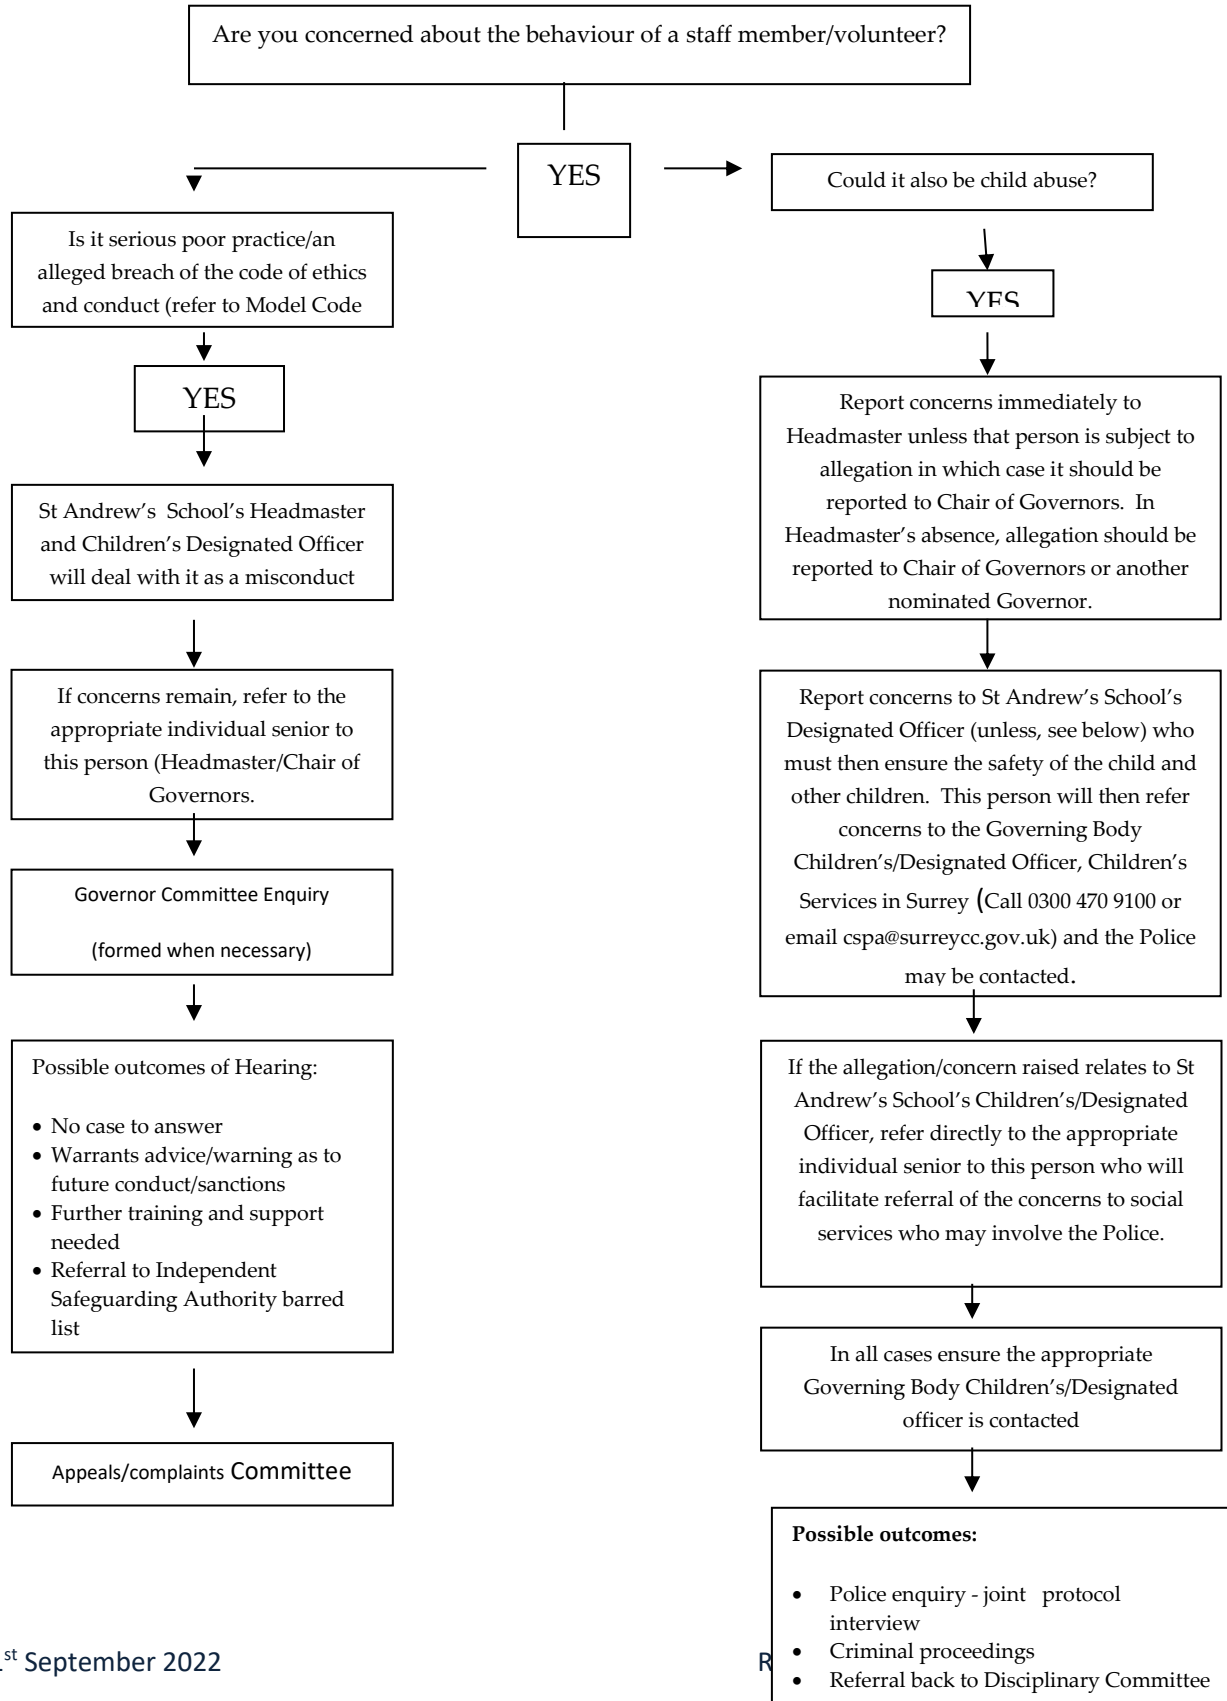 Are you concerned about the behaviour of a staff member/volunteer?
YES
Could it also be child abuse?
Is it serious poor practice/an
alleged breach of the code of ethics
and conduct (refer to Model Code
YES
YES
St Andrew’s  School’s Headmaster
and Children’s Designated Officer
will deal with it as a misconduct
If concerns remain, refer to the
appropriate individual senior to
this person (Headmaster/Chair of
Governors.
Governor Committee Enquiry
(formed when necessary)
Possible outcomes of Hearing:
• No case to answer
• Warrants advice/warning as to
future conduct/sanctions
• Further training and support
needed
• Referral to Independent
Safeguarding Authority barred
list
Appeals/complaints Committee
Report concerns immediately to
Headmaster unless that person is subject to
allegation in which case it should be
reported to Chair of Governors.  In
Headmaster’s absence, allegation should be
reported to Chair of Governors or another
nominated Governor.
Report concerns to St Andrew’s School’s
Designated Officer (unless, see below) who
must then ensure the safety of the child and
other children.  This person will then refer
concerns to the Governing Body
Children’s/Designated Officer, Children’s
Services in Surrey (Call 0300 470 9100 or
email cspa@surreycc.gov.uk) and the Police
may be contacted.
If the allegation/concern raised relates to St
Andrew’s School’s Children’s/Designated
Officer, refer directly to the appropriate
individual senior to this person who will
facilitate referral of the concerns to social
services who may involve the Police.
In all cases ensure the appropriate
Governing Body Children’s/Designated
officer is contacted
Possible outcomes:
• Police enquiry - joint  protocol
interview
• Criminal proceedings
• Referral back to Disciplinary Committee
st September 2022